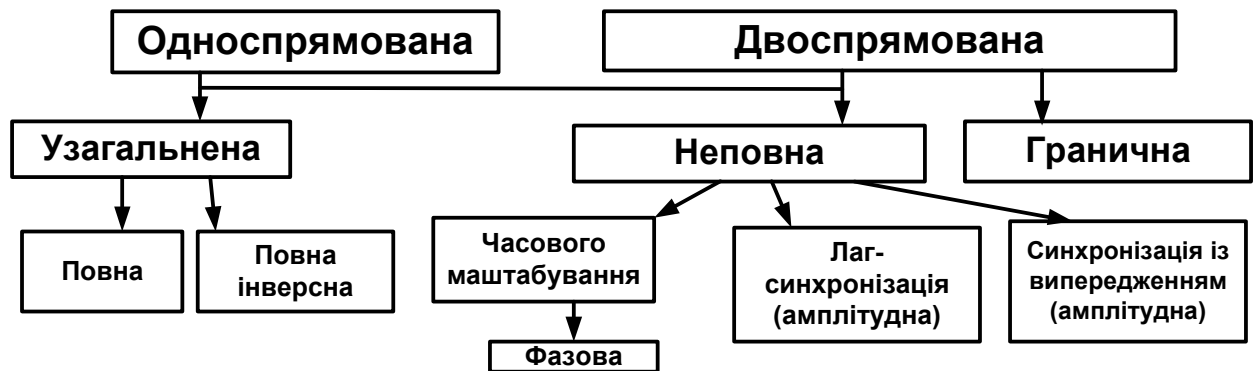 Односпрямована
Двоспрямована
Узагальнена
Неповна
Гранична
Повна
Повна
інверсна
Часового
маштабування
Лаг-
синхронізація
(амплітудна)
Синхронізація із
випередженням
(амплітудна)
Фазова